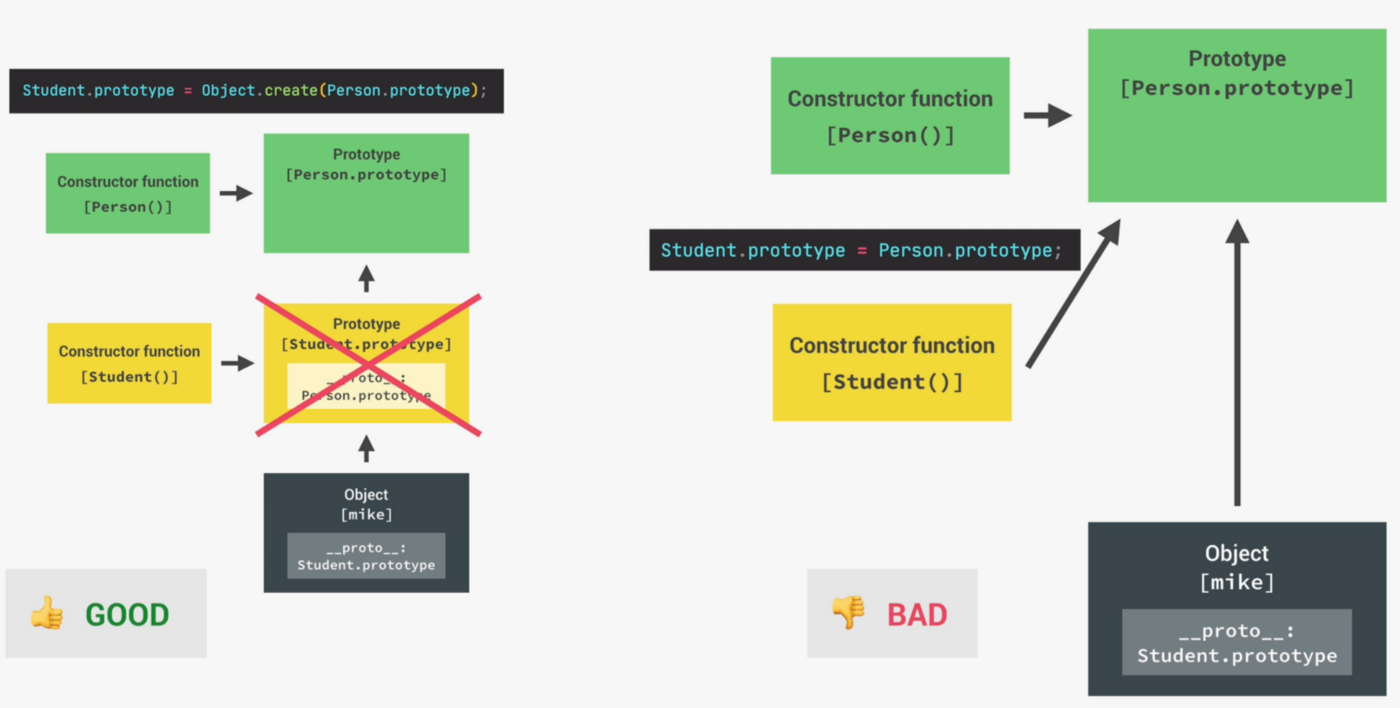 Student.prototype = Object.create(Person.prototype);
Constructor function
[Person()]
Prototype
[Person.prototype]
Constructor function
[Student()]
Prototype
[Student.prototype]
__proto__:
Person.prototype
Object
[mike]
__proto__:
Student.prototype
GOOD
Constructor function
[Person()]
Prototype
[Person.prototype]
Student.prototype = Person.prototype;
Constructor function
[Student()]
Object
[mike]
__proto__:
Student.prototype
BAD